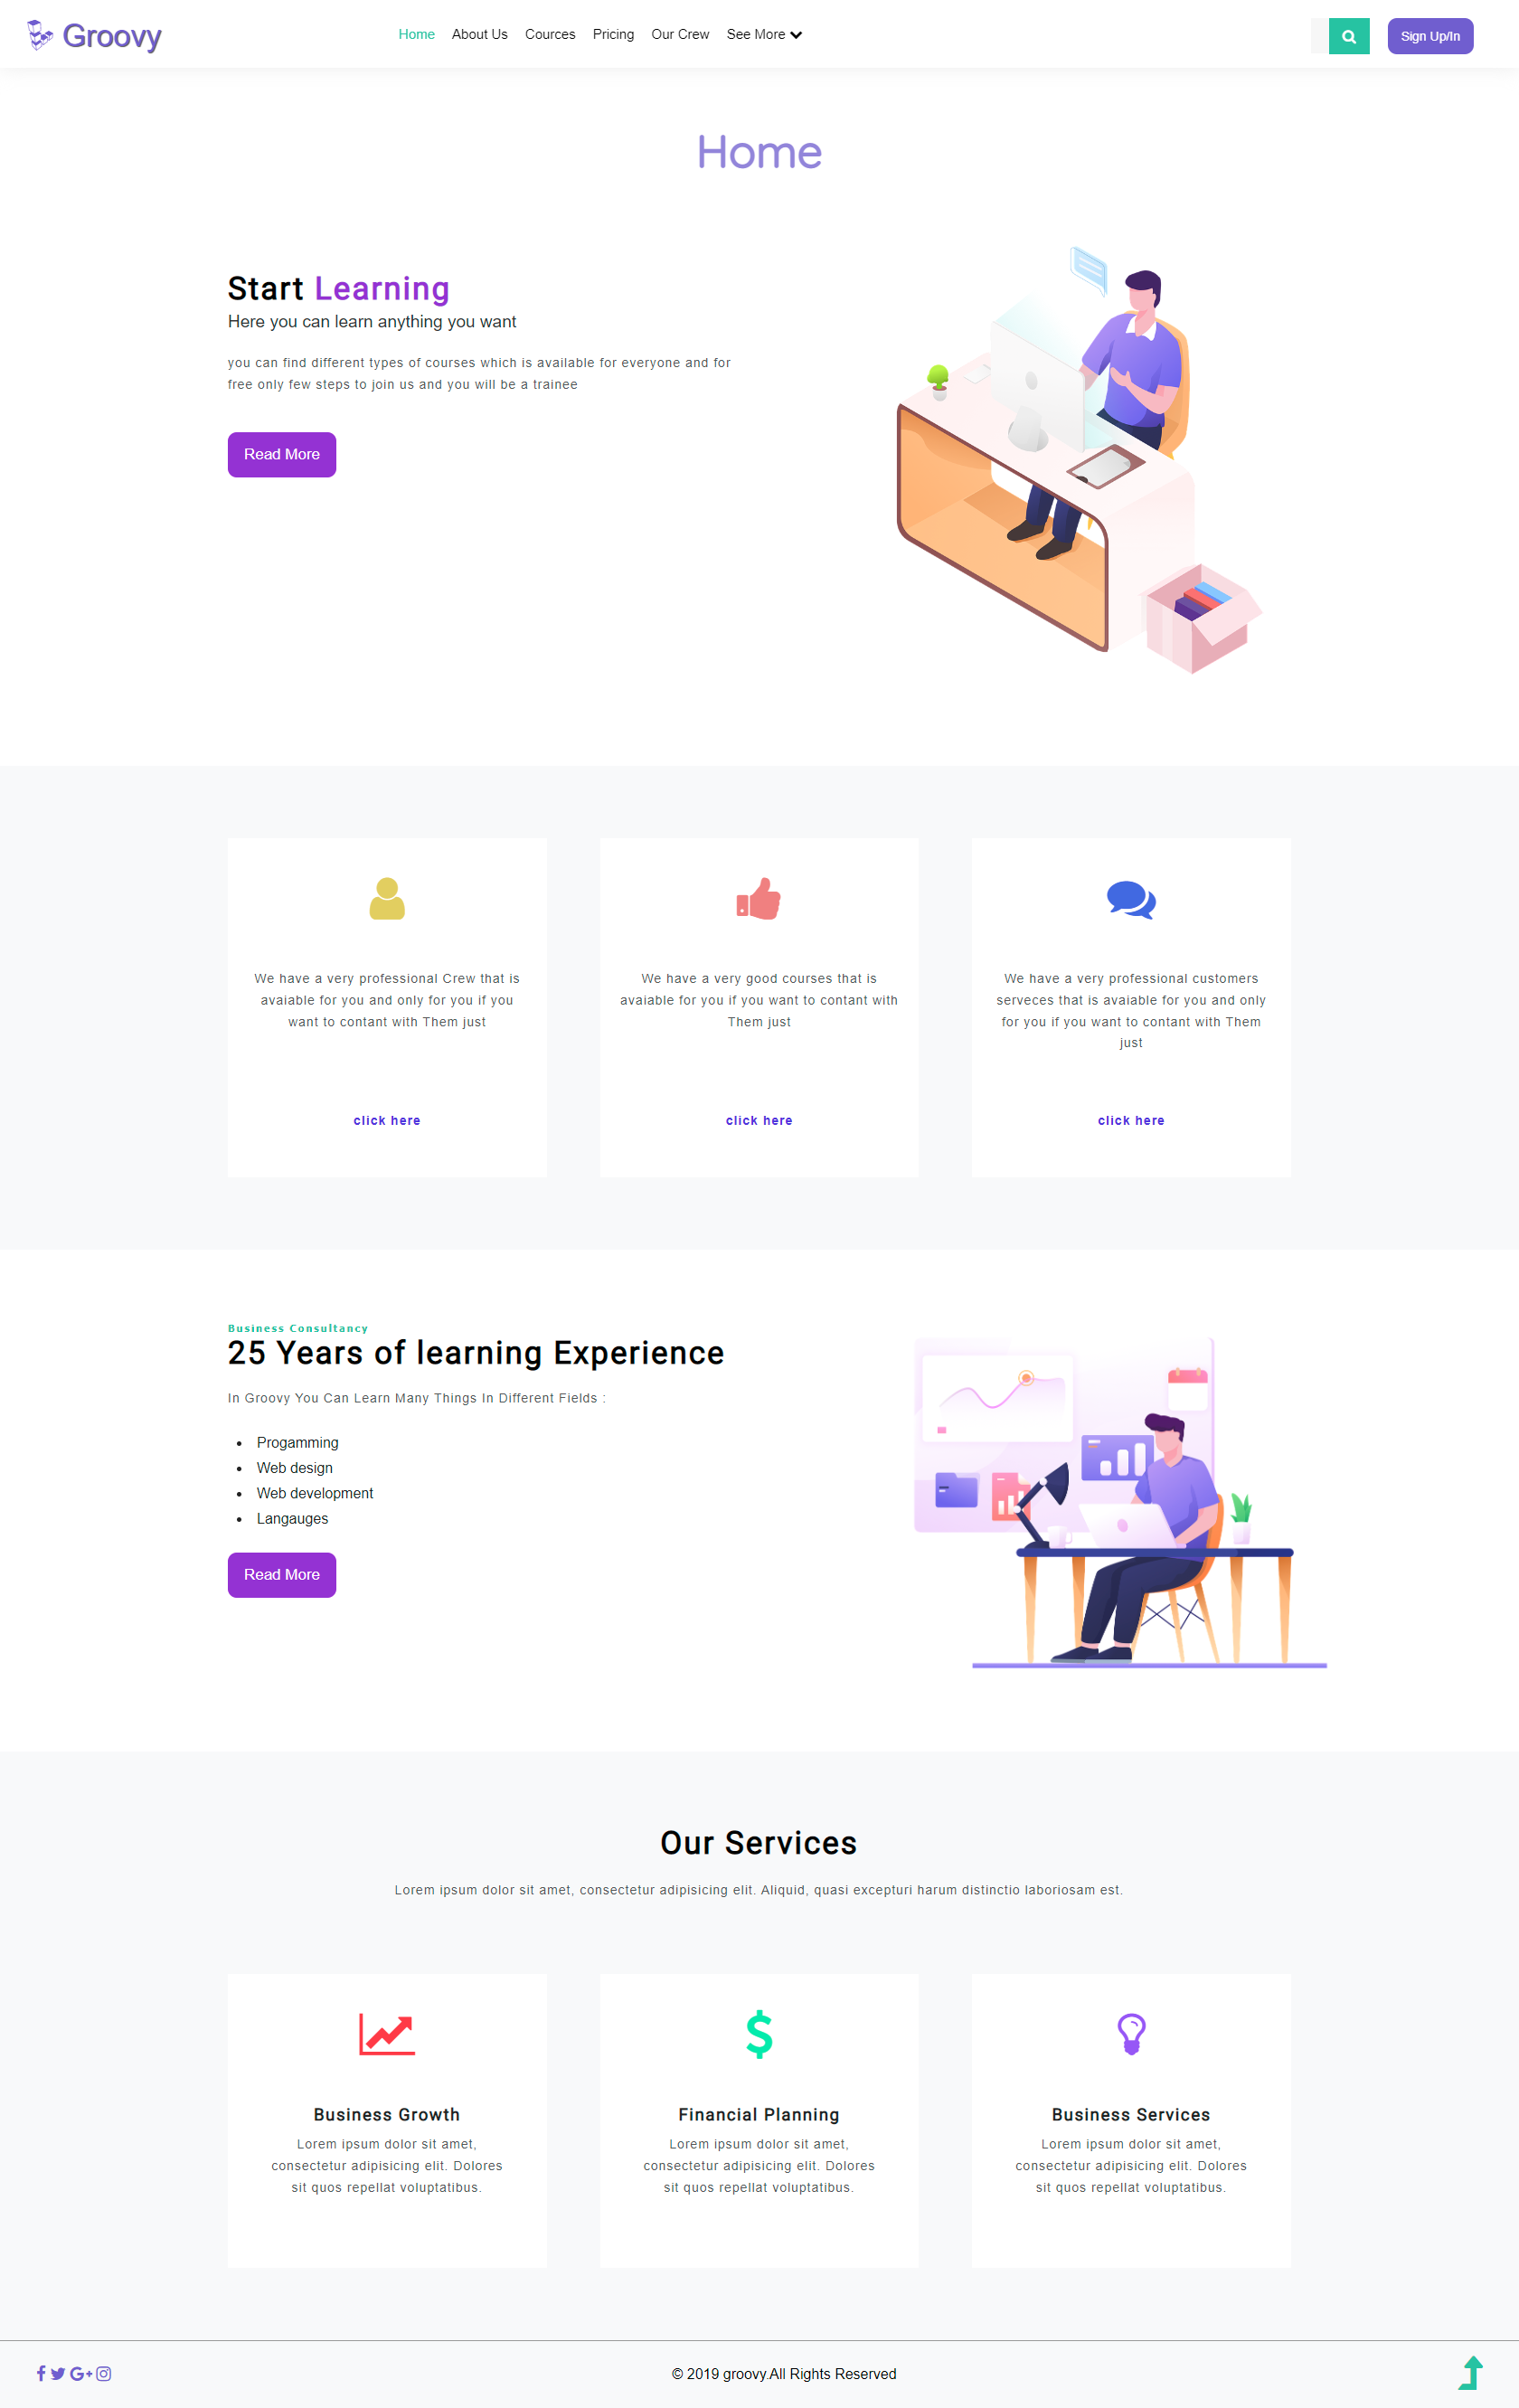 Groovy
Home
About Us
Cources
Pricing
Our Crew
See More
Sign Up/In
Home
Start Learning
Here you can learn anything you want
you can find different types of courses which is available for everyone and for
free only few steps to join us and you will be a trainee
Read More
We have a very professional Crew that is
avaiable for you and only for you if you
want to contant with Them just
click here
We have a very good courses that is
avaiable for you if you want to contant with
Them just
click here
We have a very professional customers
serveces that is avaiable for you and only
for you if you want to contant with Them
just
click here
Business Consultancy
25 Years of learning Experience
In Groovy You Can Learn Many Things In Different Fields :
Progamming
Web design
Web development
Langauges
Read More
Our Services
Lorem ipsum dolor sit amet, consectetur adipisicing elit. Aliquid, quasi excepturi harum distinctio laboriosam est.
Business Growth
Lorem ipsum dolor sit amet,
consectetur adipisicing elit. Dolores
sit quos repellat voluptatibus.
Financial Planning
Lorem ipsum dolor sit amet,
consectetur adipisicing elit. Dolores
sit quos repellat voluptatibus.
Business Services
Lorem ipsum dolor sit amet,
consectetur adipisicing elit. Dolores
sit quos repellat voluptatibus.
© 2019 groovy.All Rights Reserved